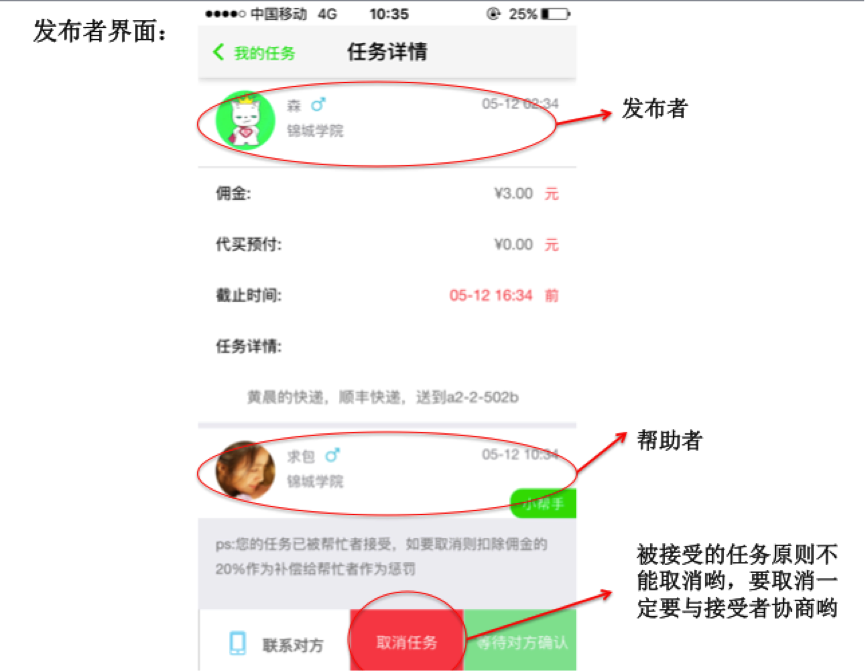 发布者界面：
中国移动 4G 10:35 25%
我的任务 任务详情
森 05-12 02:34
锦城学院
发布者
佣金: ¥3.00 元
代买预付: ¥0.00 元
截止时间: 05-12 16:34 前
任务详情:
黄晨的快递，顺丰快递，送到a2-2-502b
求包 05-12 10:34
锦城学院
帮助者
小帮手
ps:您的任务已被帮忙者接受，如要取消则扣除佣金的
20%作为补偿给帮忙者作为惩罚
被接受的任务原则不
能取消哟，要取消一
定要与接受者协商哟
联系对方 取消任务 等待对方确认